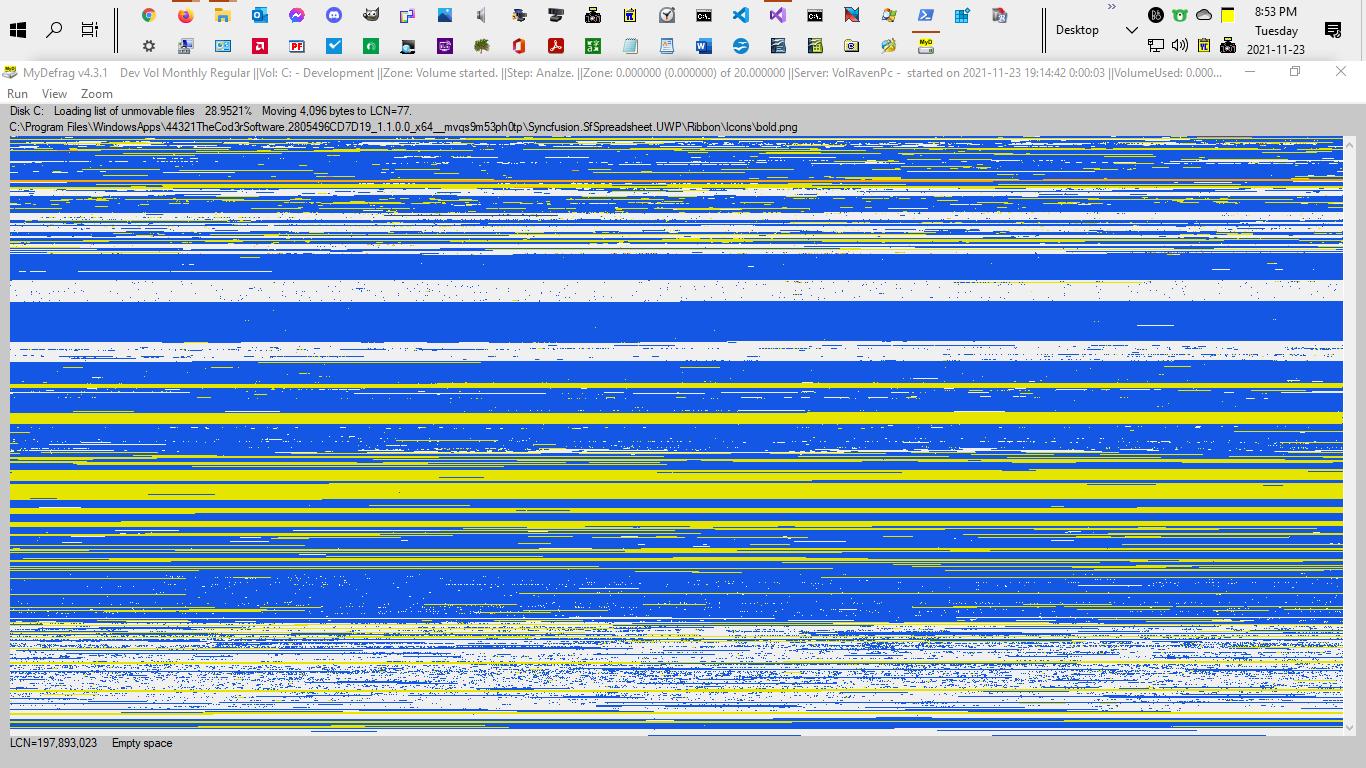 8:53 PM
Desktop
Tuesday
2021-11-23
MyDefrag v4.3.1 Dev Vol Monthly Regular ||Vol: C: - Development ||Zone: Volume started. ||Step: Analze. ||Zone: 0.000000 (0.000000) of 20.000000 ||Server: VolRavenPc - started on 2021-11-23 19:14:42 0:00:03 ||VolumeUsed: 0.000...
Run View Zoom
Disk C: Loading list of unmovable files 28.9521% Moving 4,096 bytes to LCN=77.
C:\Program Files\WindowsApps\44321TheCod3rSoftware.2805496CD7D19_1.1.0.0_x64__mvqs9m53ph0tp\Syncfusion.SfSpreadsheet.UWP\Ribbon\Icons\bold.png
LCN=197,893,023 Empty space